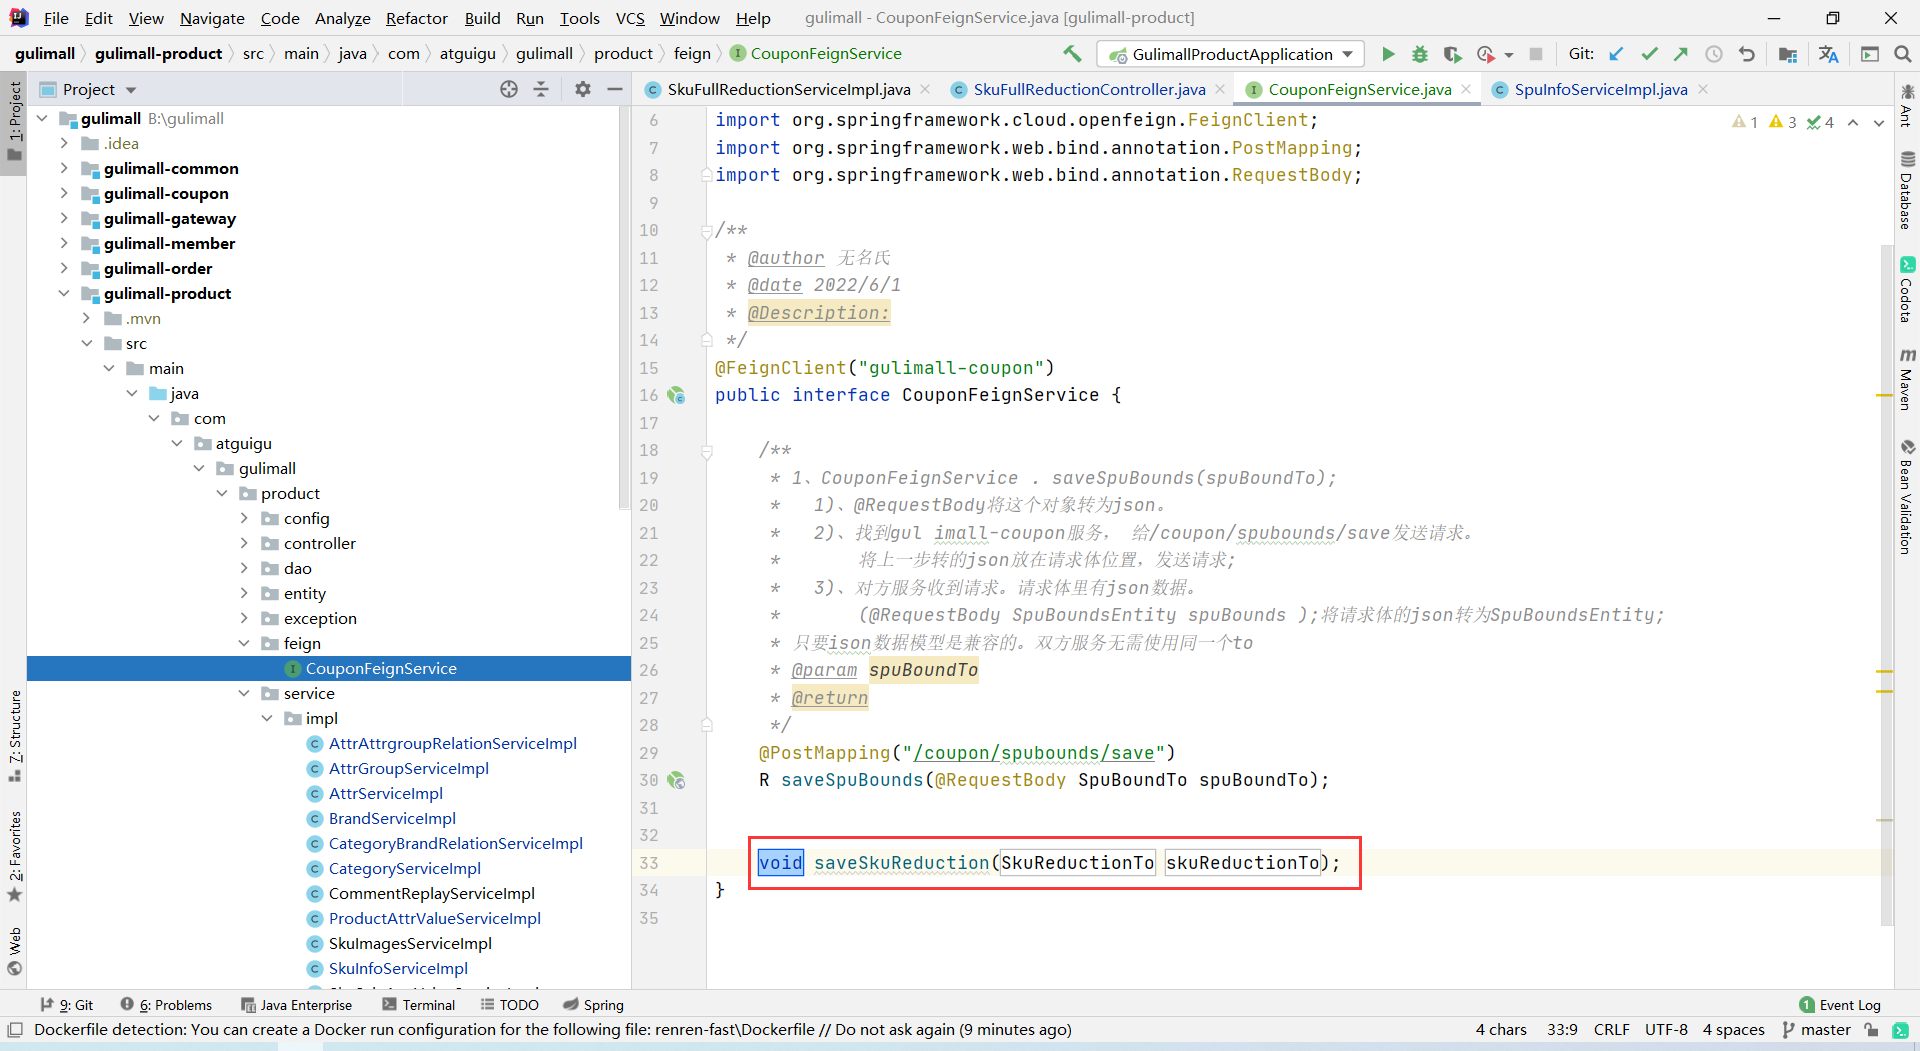 File Edit View Navigate Code Analyze Refactor Build Run Tools VCS Window Help gulimall - CouponFeignService.java [gulimall-product]
gulimall gulimall-product src main java com atguigu gulimall product feign CouponFeignService GulimallProductApplication Git:
Project
SkuFullReductionServiceImpl.java SkuFullReductionController.java CouponFeignService.java SpuInfoServiceImpl.java
1: Project
7: Structure
2: Favorites
Web
gulimall B:\gulimall
.idea
gulimall-common
gulimall-coupon
gulimall-gateway
gulimall-member
gulimall-order
gulimall-product
.mvn
src
main
java
com
atguigu
gulimall
product
config
controller
dao
entity
exception
feign
CouponFeignService
service
impl
AttrAttrgroupRelationServiceImpl
AttrGroupServiceImpl
AttrServiceImpl
BrandServiceImpl
CategoryBrandRelationServiceImpl
CategoryServiceImpl
CommentReplayServiceImpl
ProductAttrValueServiceImpl
SkuImagesServiceImpl
SkuInfoServiceImpl
1 3 4
6 import org.springframework.cloud.openfeign.FeignClient;
7 import org.springframework.web.bind.annotation.PostMapping;
8 import org.springframework.web.bind.annotation.RequestBody;
9
10 /**
11 * @author 无名氏
12 * @date 2022/6/1
13 * @Description:
14 */
15 @FeignClient("gulimall-coupon")
16 public interface CouponFeignService {
17
18 /**
19 * 1、CouponFeignService . saveSpuBounds(spuBoundTo);
20 * 1)、@RequestBody将这个对象转为json。
21 * 2)、找到gul imall-coupon服务， 给/coupon/spubounds/save发送请求。
22 * 将上一步转的json放在请求体位置，发送请求;
23 * 3)、对方服务收到请求。请求体里有json数据。
24 * (@RequestBody SpuBoundsEntity spuBounds );将请求体的json转为SpuBoundsEntity;
25 * 只要ison数据模型是兼容的。双方服务无需使用同一个to
26 * @param spuBoundTo
27 * @return
28 */
29 @PostMapping("/coupon/spubounds/save")
30 R saveSpuBounds(@RequestBody SpuBoundTo spuBoundTo);
31
32
33 void saveSkuReduction(SkuReductionTo skuReductionTo);
34 }
35
Ant
Database
Codota
Maven
Bean Validation
9: Git 6: Problems Java Enterprise Terminal TODO Spring 1 Event Log
Dockerfile detection: You can create a Docker run configuration for the following file: renren-fast\Dockerfile // Do not ask again (9 minutes ago) 4 chars 33:9 CRLF UTF-8 4 spaces master